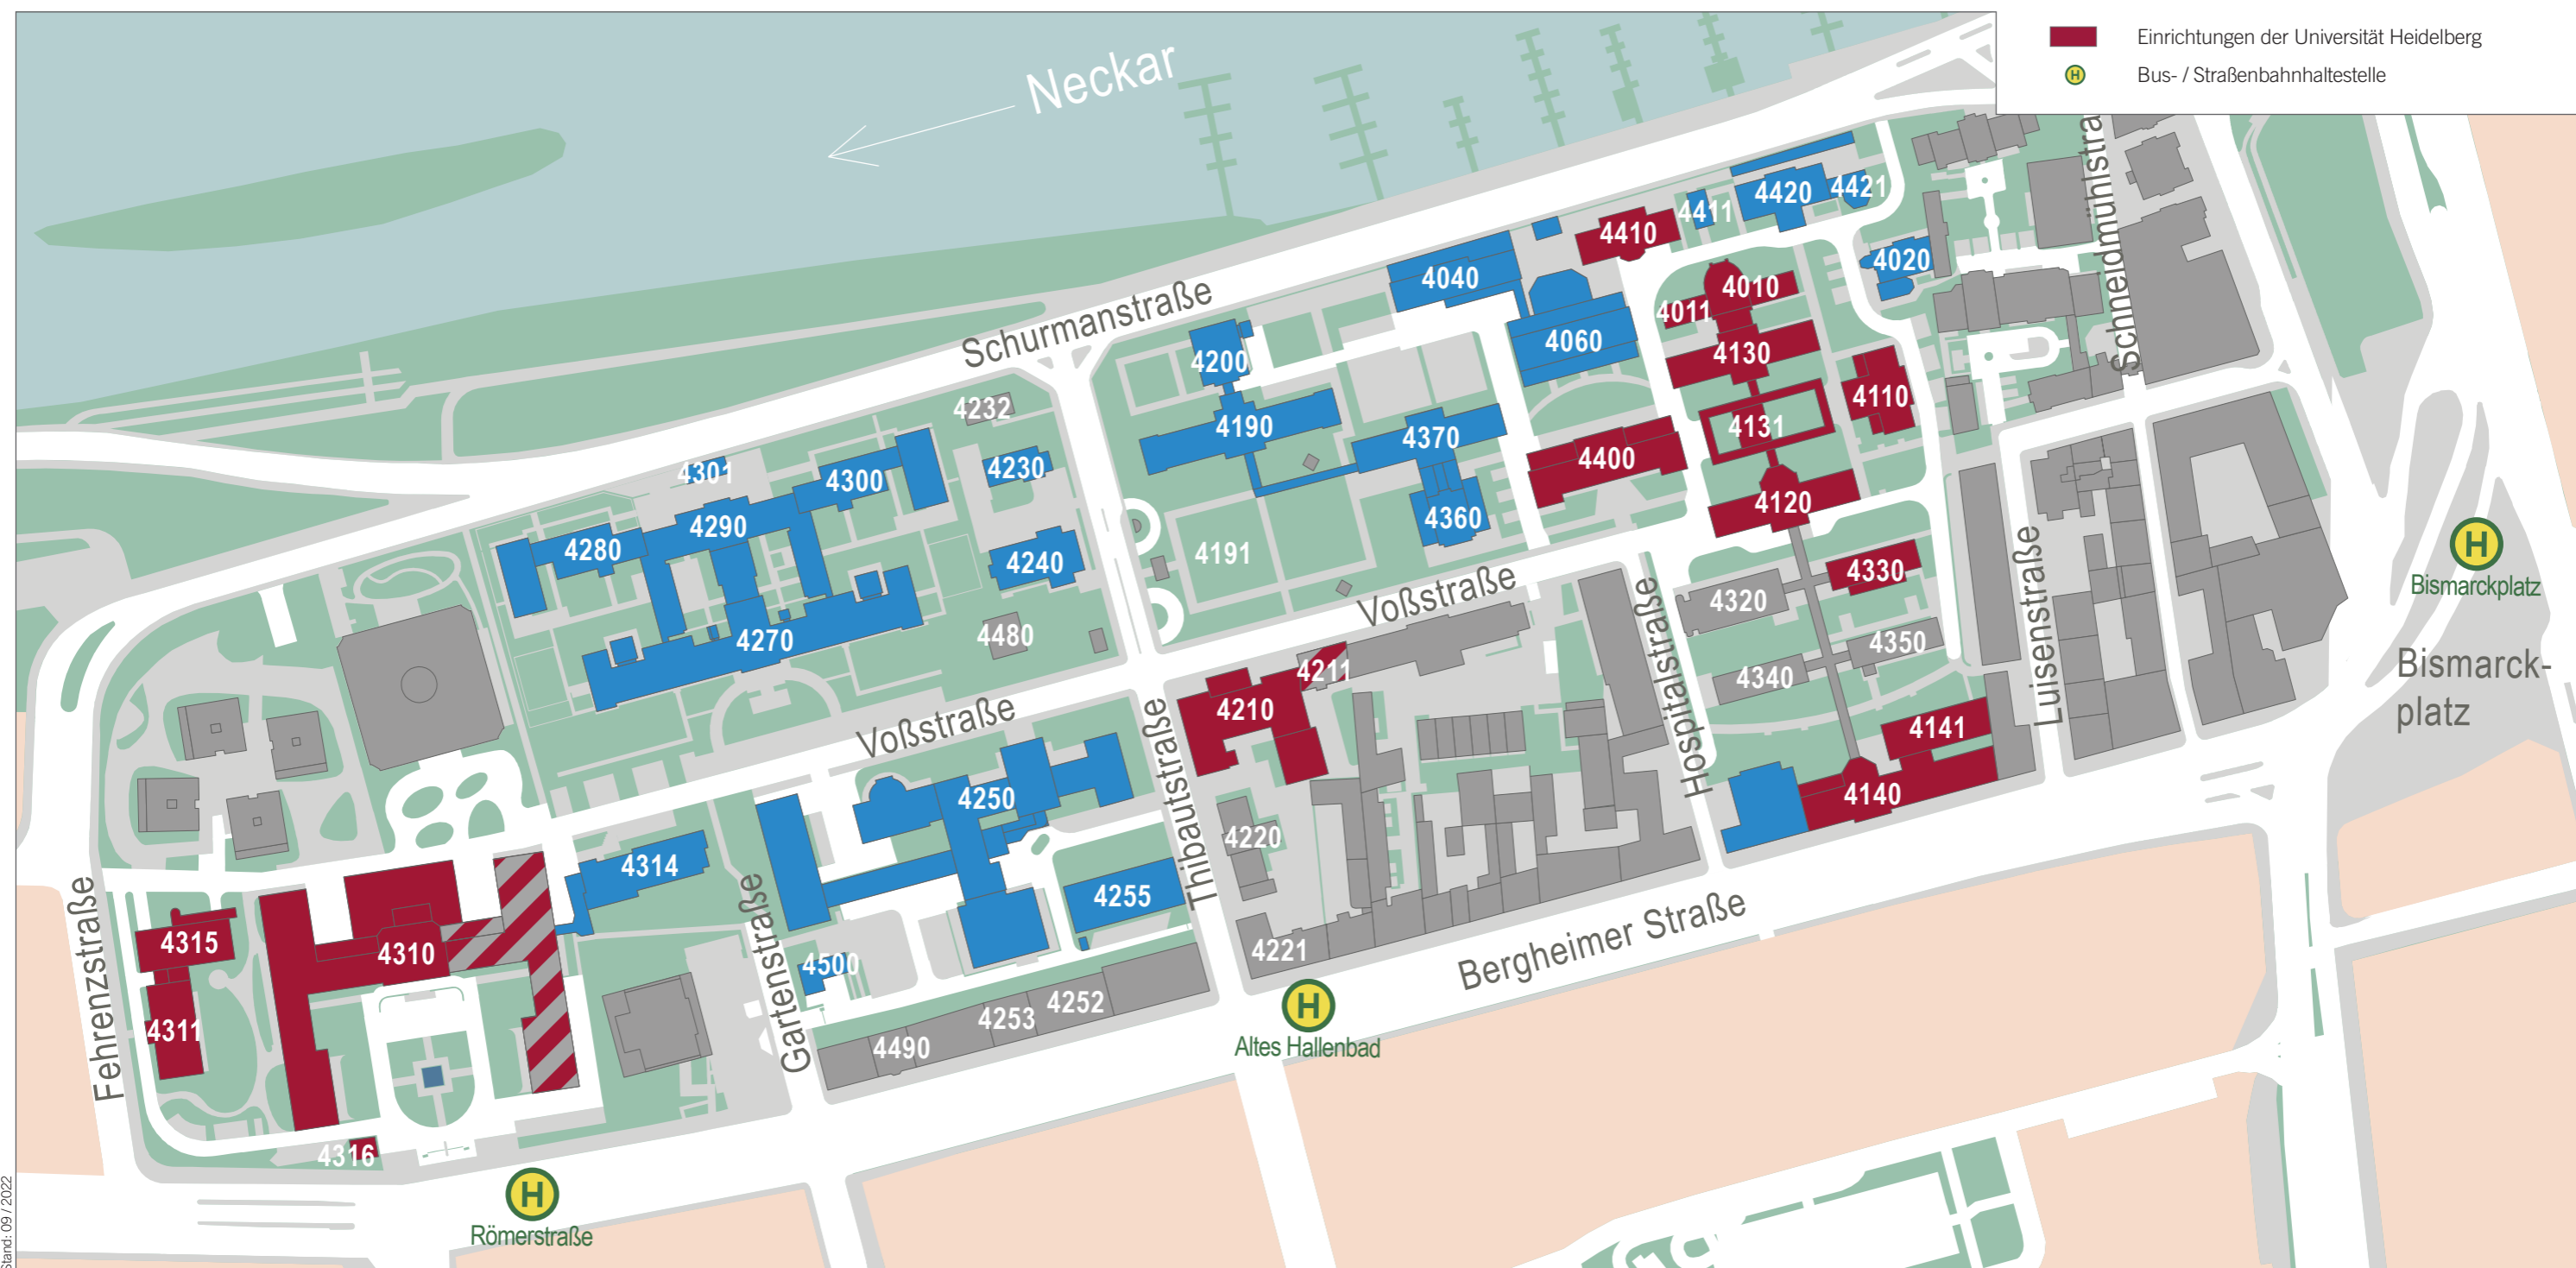 Einrichtungen der Universität Heidelberg
H Bus- / Straßenbahnhaltestelle
Neckar
Schurmanstraße
Schneidmühlstra
4420
4421
4411
4410
4020
4040
4010
4011
4060
4130
4200
4110
4232
4190
4370
4131
4400
4230
4301
4300
4120
4360
4290
4280
4240
4191
H
Bismarckplatz
Voßstraße
4330
4320
Hospitalstraße
Luisenstraße
4270
4480
4350
4211
4340
Bismarck-
platz
4210
Voßstraße
Thibautstraße
4141
4140
4250
4220
4314
4255
Fehrenzstraße
Gartenstraße
Bergheimer Straße
4315
4310
4221
4500
4252
4253
4311
4490
H
Altes Hallenbad
4316
H
Römerstraße
Stand: 09 / 2022